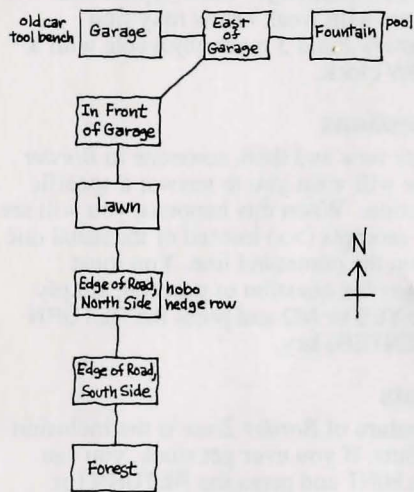 old car
tool bench
Garage
East
of
Garage
Fountain
pool
In Front
of Garage
Lawn
Edge of Road,
North Side
hobo
hedge row
N
Edge of Road,
South Side
Forest